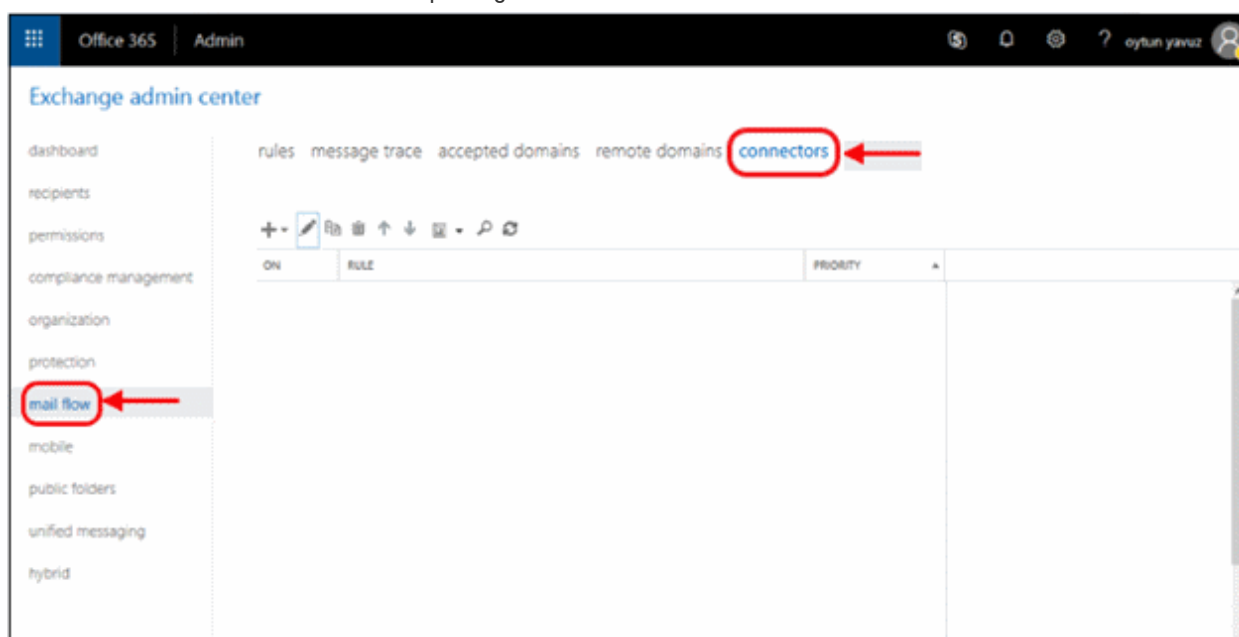 Office 365 Admin ? oytun yavuz
Exchange admin center
rules message trace accepted domains remote domains connectors
dashboard
recipients
permissions
compliance management
organization
protection
mail flow
mobile
public folders
unified messaging
hybrid
ON RULE PRIORITY